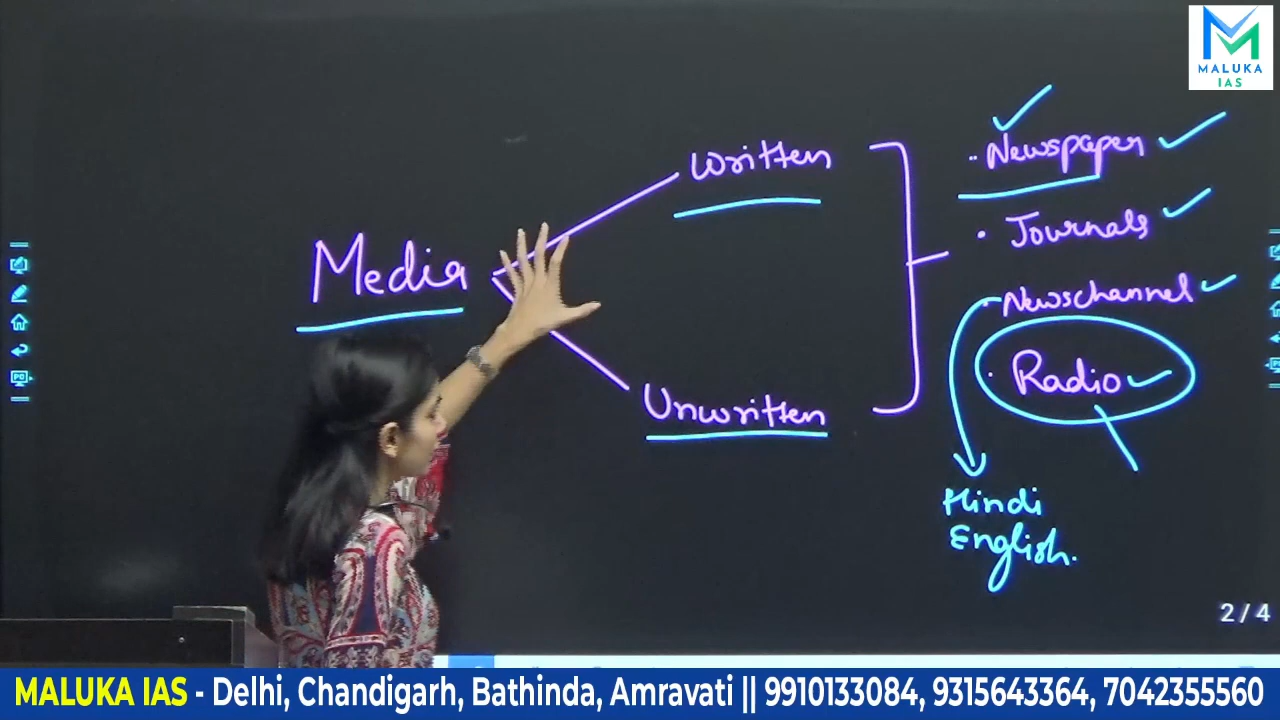 MALUKA
IAS
Media
Written
Unwritten
· Newspaper
· Journals
· Newschannel
· Radio
Hindi
English.
2/4
MALUKA IAS - Delhi, Chandigarh, Bathinda, Amravati || 9910133084, 9315643364, 7042355560